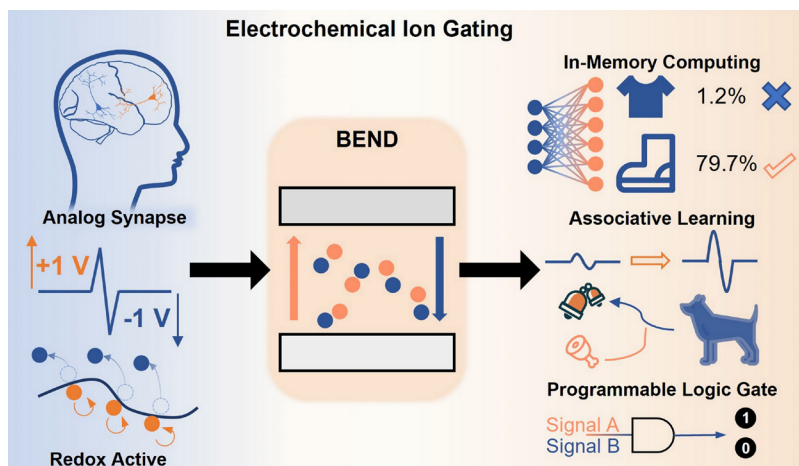 Electrochemical Ion Gating
Analog Synapse
+1 V
-1 V
Redox Active
BEND
In-Memory Computing
1.2%
79.7%
Associative Learning
Programmable Logic Gate
Signal A
Signal B
1
0